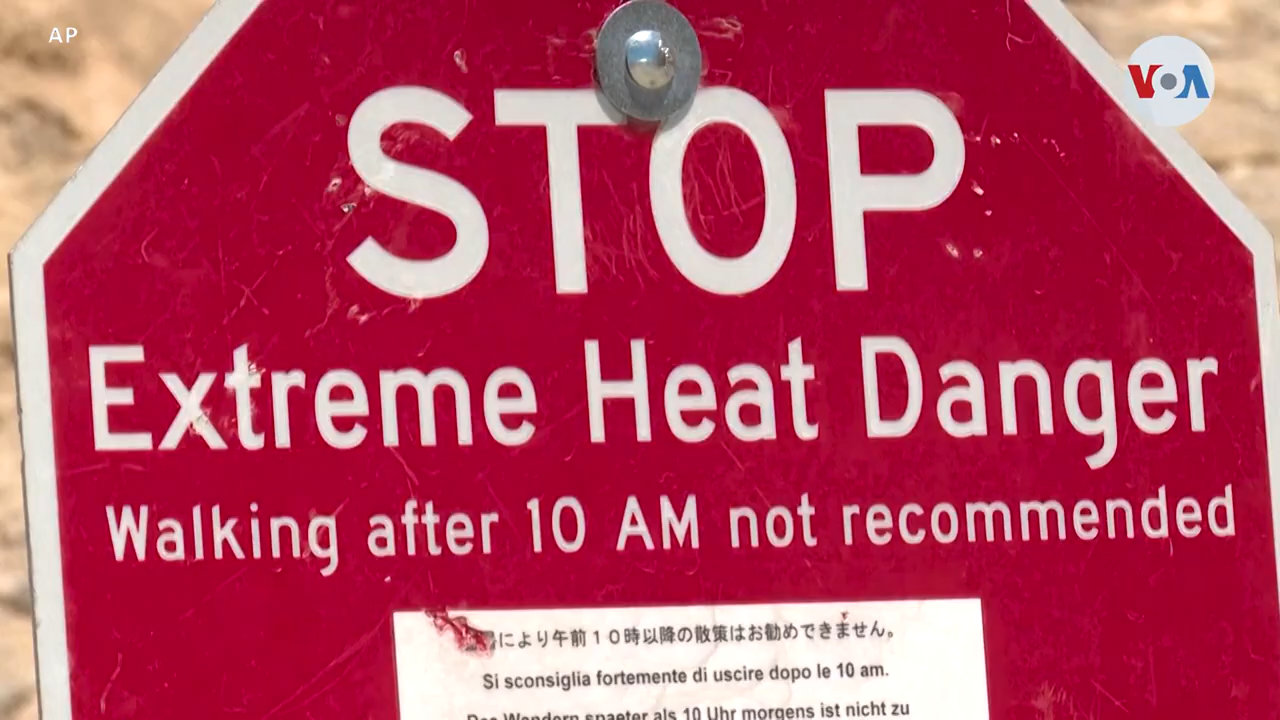 AP
VOA
STOP
Extreme Heat Danger
Walking after 10 AM not recommended
により午前10時以降の散策はお勧めできません。
Si sconsiglia fortemente di uscire dopo le 10 am.
Das Wandern spaeter als 10 Uhr morgens ist nicht zu